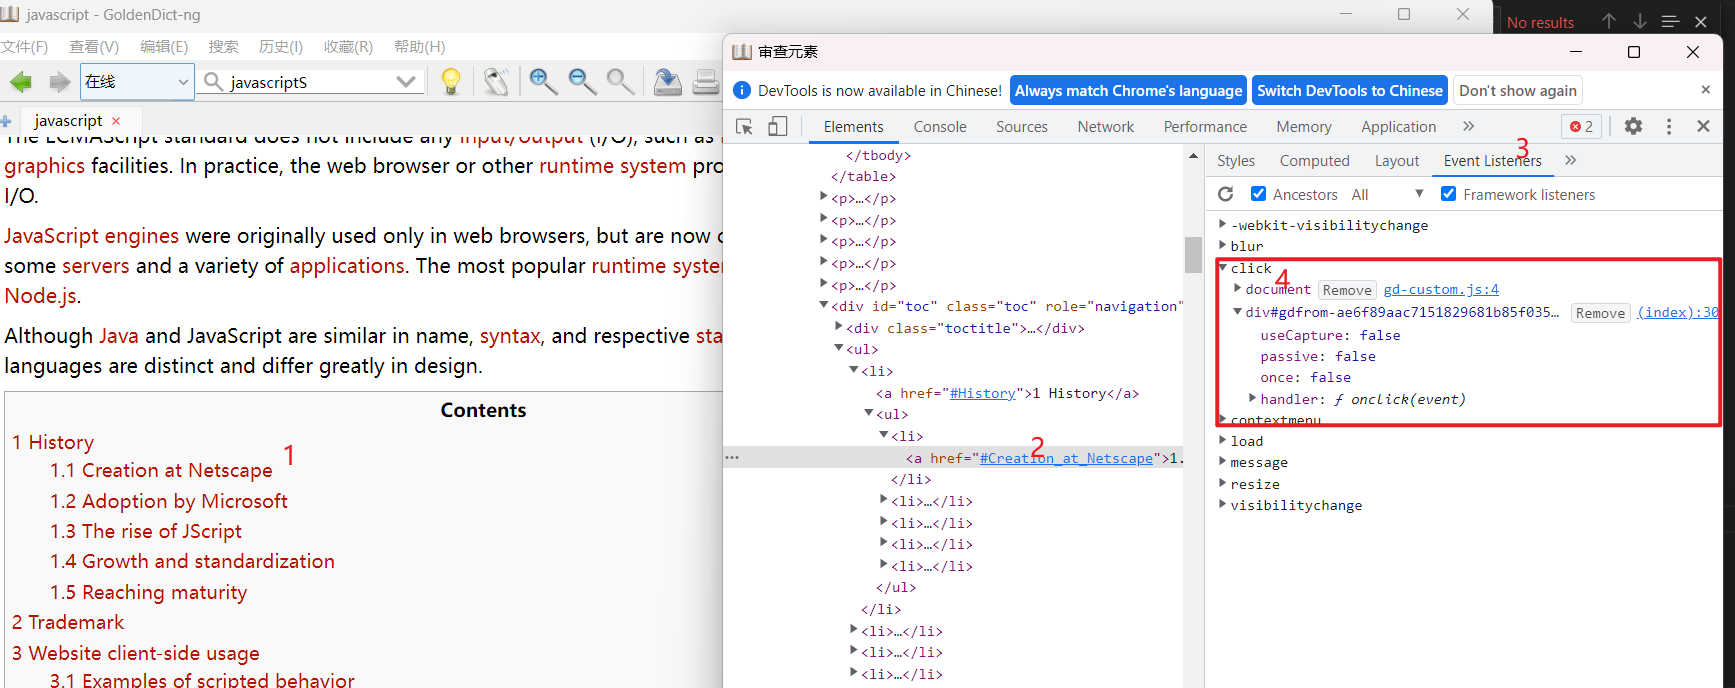 javascript - GoldenDict-ng
文件(F) 查看(V) 编辑(E) 搜索 历史(I) 收藏(R) 帮助(H)
在线
javascriptS
javascript
The ECMAScript standard does not include any input/output (I/O), such as
graphics facilities. In practice, the web browser or other runtime system pro
I/O.
JavaScript engines were originally used only in web browsers, but are now
some servers and a variety of applications. The most popular runtime syste
Node.js.
Although Java and JavaScript are similar in name, syntax, and respective sta
languages are distinct and differ greatly in design.
Contents
1 History
1
1.1 Creation at Netscape
1.2 Adoption by Microsoft
1.3 The rise of JScript
1.4 Growth and standardization
1.5 Reaching maturity
2 Trademark
3 Website client-side usage
3.1 Examples of scripted behavior
No results
审查元素
DevTools is now available in Chinese! Always match Chrome's language Switch DevTools to Chinese Don't show again
Elements Console Sources Network Performance Memory Application 2
</tbody>
</table>
<p>…</p>
<p>…</p>
<p>…</p>
<p>…</p>
<p>…</p>
<div id="toc" class="toc" role="navigation"
<div class="toctitle">…</div>
<ul>
<li>
<a href="#History">1 History</a>
<ul>
<li>
2
<a href="#Creation_at_Netscape">1.
</li>
<li>…</li>
<li>…</li>
<li>…</li>
<li>…</li>
</ul>
</li>
<li>…</li>
<li>…</li>
<li>…</li>
3
Styles Computed Layout Event Listeners
Ancestors All Framework listeners
-webkit-visibilitychange
blur
click
4
document Remove gd-custom.js:4
div#gdfrom-ae6f89aac7151829681b85f035… Remove (index):30
useCapture: false
passive: false
once: false
handler: ƒ onclick(event)
contextmenu
load
message
resize
visibilitychange